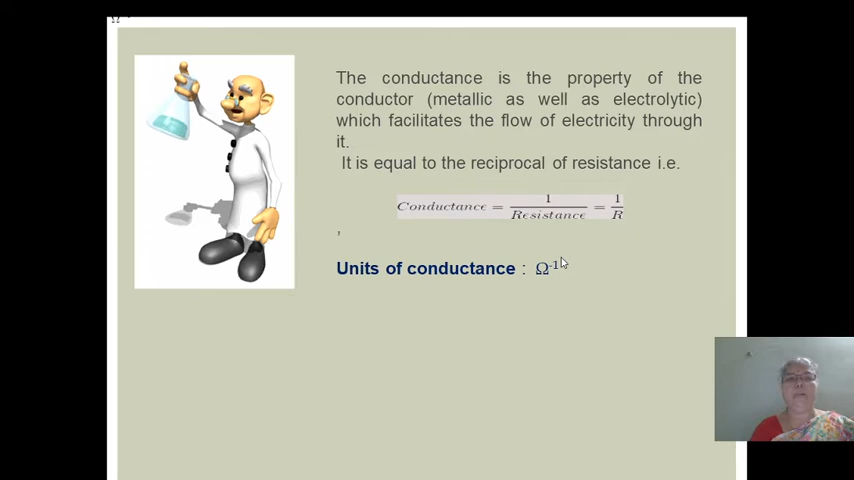 Ω⁻¹
The conductance is the property of the
conductor (metallic as well as electrolytic)
which facilitates the flow of electricity through
it.
It is equal to the reciprocal of resistance i.e.
Conductance = 1/Resistance = 1/R
,
Units of conductance : Ω⁻¹